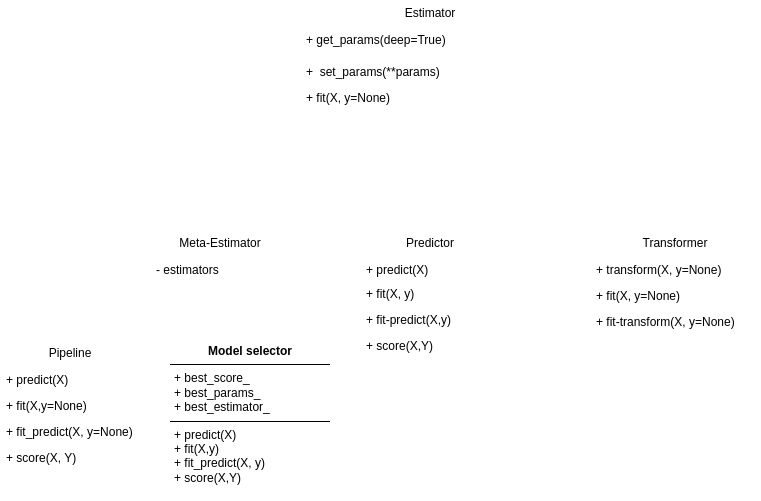 Estimator
+ get_params(deep=True)
+  set_params(**params)
+ fit(X, y=None)
Meta-Estimator
- estimators
Predictor
+ predict(X)
+ fit(X, y)
+ fit-predict(X,y)
+ score(X,Y)
Transformer
+ transform(X, y=None)
+ fit(X, y=None)
+ fit-transform(X, y=None)
Pipeline
+ predict(X)
+ fit(X,y=None)
+ fit_predict(X, y=None)
+ score(X, Y)
Model selector
+ best_score_
+ best_params_
+ best_estimator_
+ predict(X)
+ fit(X,y)
+ fit_predict(X, y)
+ score(X,Y)